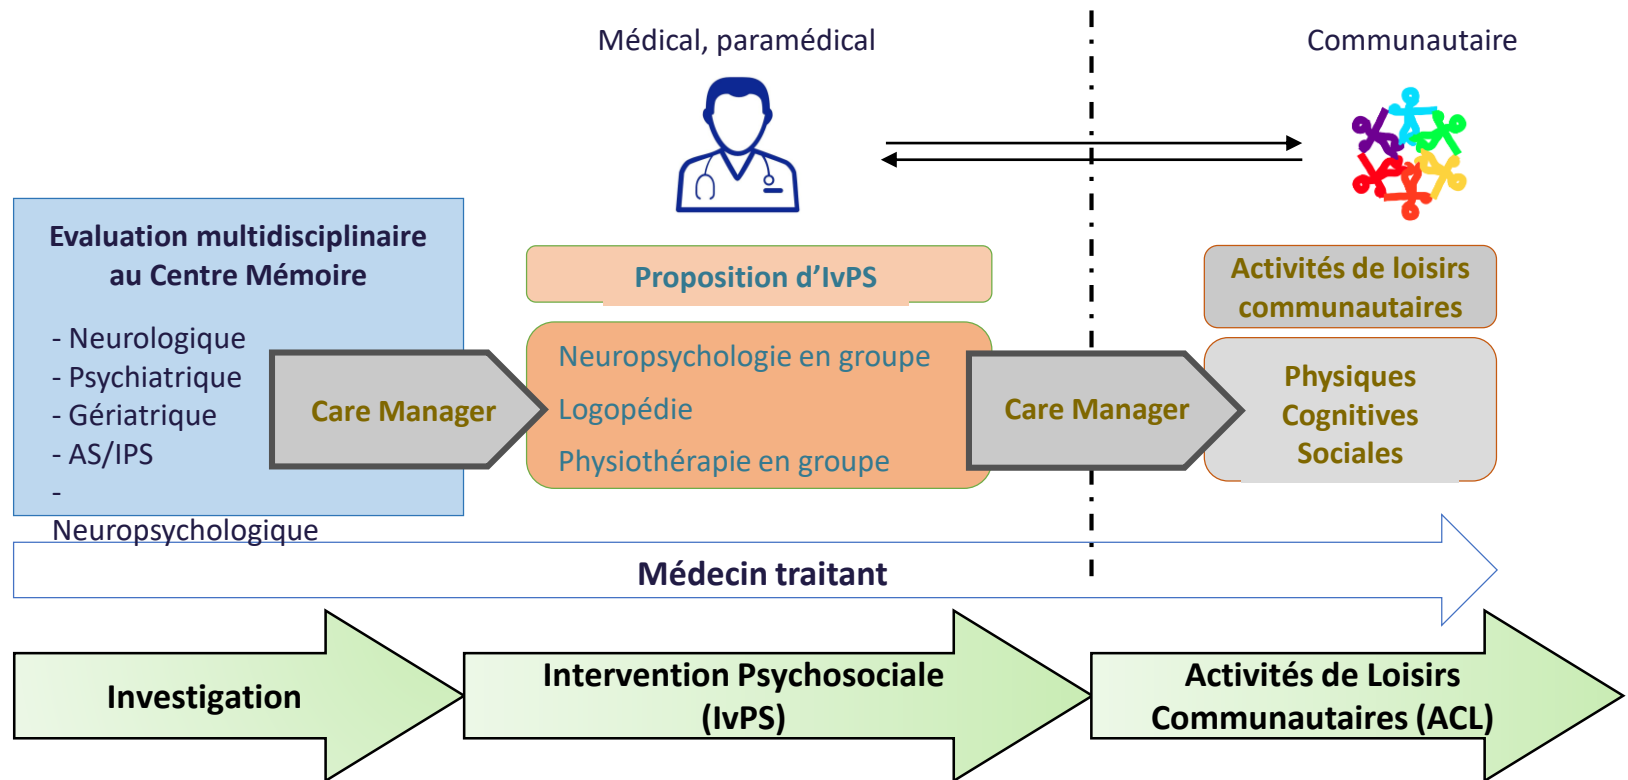 Médical, paramédical
Communautaire
Evaluation multidisciplinaire
au Centre Mémoire
- Neurologique
- Psychiatrique
- Gériatrique
- AS/IPS
-
Neuropsychologique
Care Manager
Proposition d’IvPS
Neuropsychologie en groupe
Logopédie
Physiothérapie en groupe
Care Manager
Activités de loisirs
communautaires
Physiques
Cognitives
Sociales
Médecin traitant
Investigation
Intervention Psychosociale
(IvPS)
Activités de Loisirs
Communautaires (ACL)